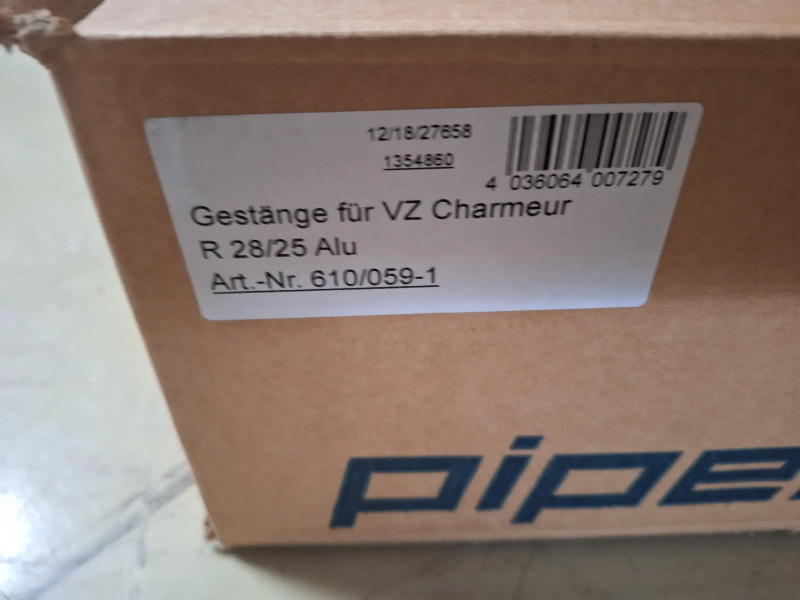 12/18/27658
1354860
4 036064 007279
Gestänge für VZ Charmeur
R 28/25 Alu
Art.-Nr. 610/059-1